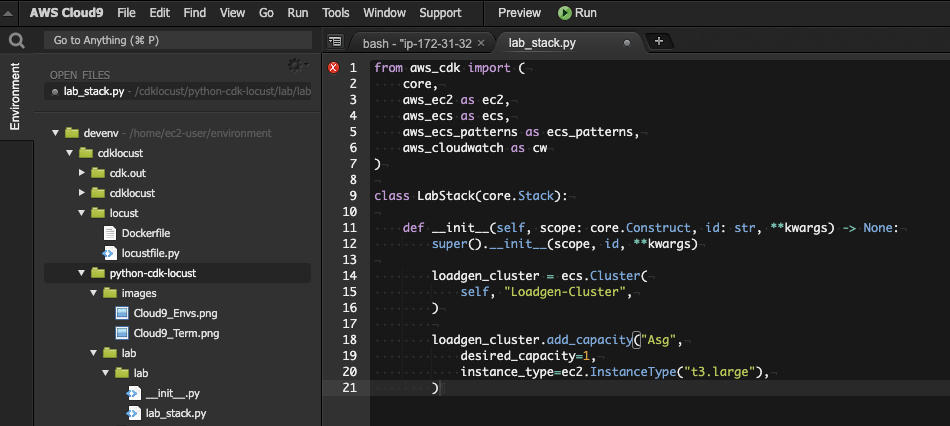 AWS Cloud9 File Edit Find View Go Run Tools Window Support Preview Run
Go to Anything (⌘ P)
bash - "ip-172-31-32 ×
lab_stack.py
Environment
OPEN FILES
lab_stack.py - /cdklocust/python-cdk-locust/lab/lab
devenv - /home/ec2-user/environment
cdklocust
cdk.out
cdklocust
locust
Dockerfile
locustfile.py
python-cdk-locust
images
Cloud9_Envs.png
Cloud9_Term.png
lab
lab
__init__.py
lab_stack.py
1 from aws_cdk import (
2     core,
3     aws_ec2 as ec2,
4     aws_ecs as ecs,
5     aws_ecs_patterns as ecs_patterns,
6     aws_cloudwatch as cw
7 )
8
9 class LabStack(core.Stack):
10
11     def __init__(self, scope: core.Construct, id: str, **kwargs) -> None:
12         super().__init__(scope, id, **kwargs)
13
14         loadgen_cluster = ecs.Cluster(
15             self, "Loadgen-Cluster",
16         )
17
18         loadgen_cluster.add_capacity("Asg",
19             desired_capacity=1,
20             instance_type=ec2.InstanceType("t3.large"),
21         )